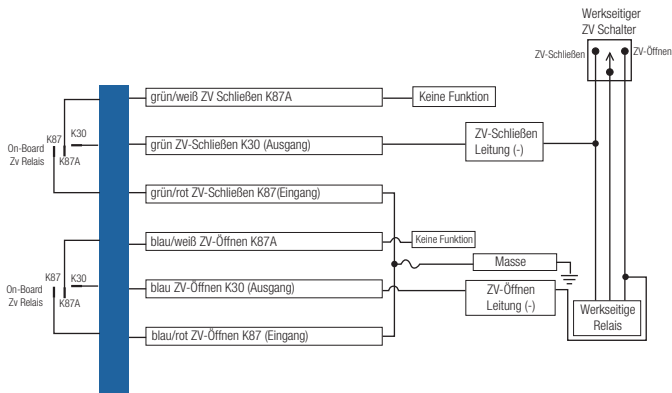 Werkseitiger
ZV Schalter
ZV-Schließen
ZV-Öffnen
grün/weiß ZV Schließen K87A
Keine Funktion
K87
K30
K87A
On-Board
Zv Relais
grün ZV-Schließen K30 (Ausgang)
ZV-Schließen
Leitung (-)
grün/rot ZV-Schließen K87(Eingang)
blau/weiß ZV-Öffnen K87A
Keine Funktion
Masse
K87
K30
K87A
On-Board
Zv Relais
blau ZV-Öffnen K30 (Ausgang)
ZV-Öffnen
Leitung (-)
Werkseitige
Relais
blau/rot ZV-Öffnen K87 (Eingang)